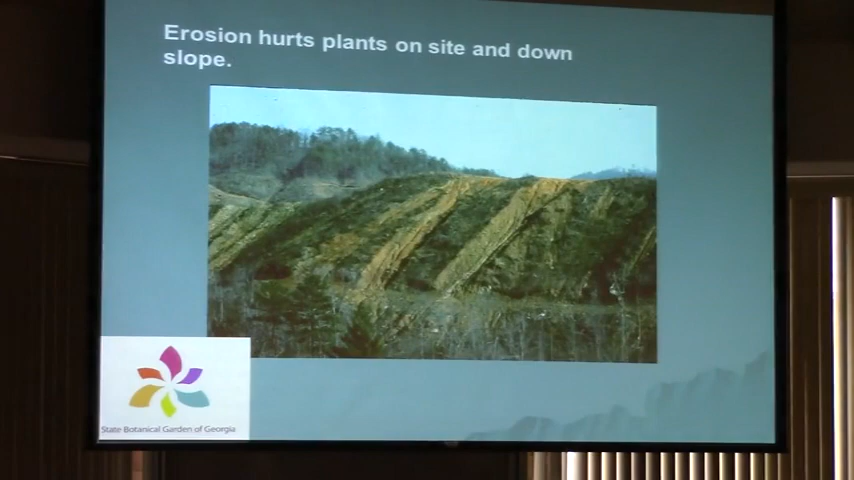 Erosion hurts plants on site and down
slope.
State Botanical Garden of Georgia